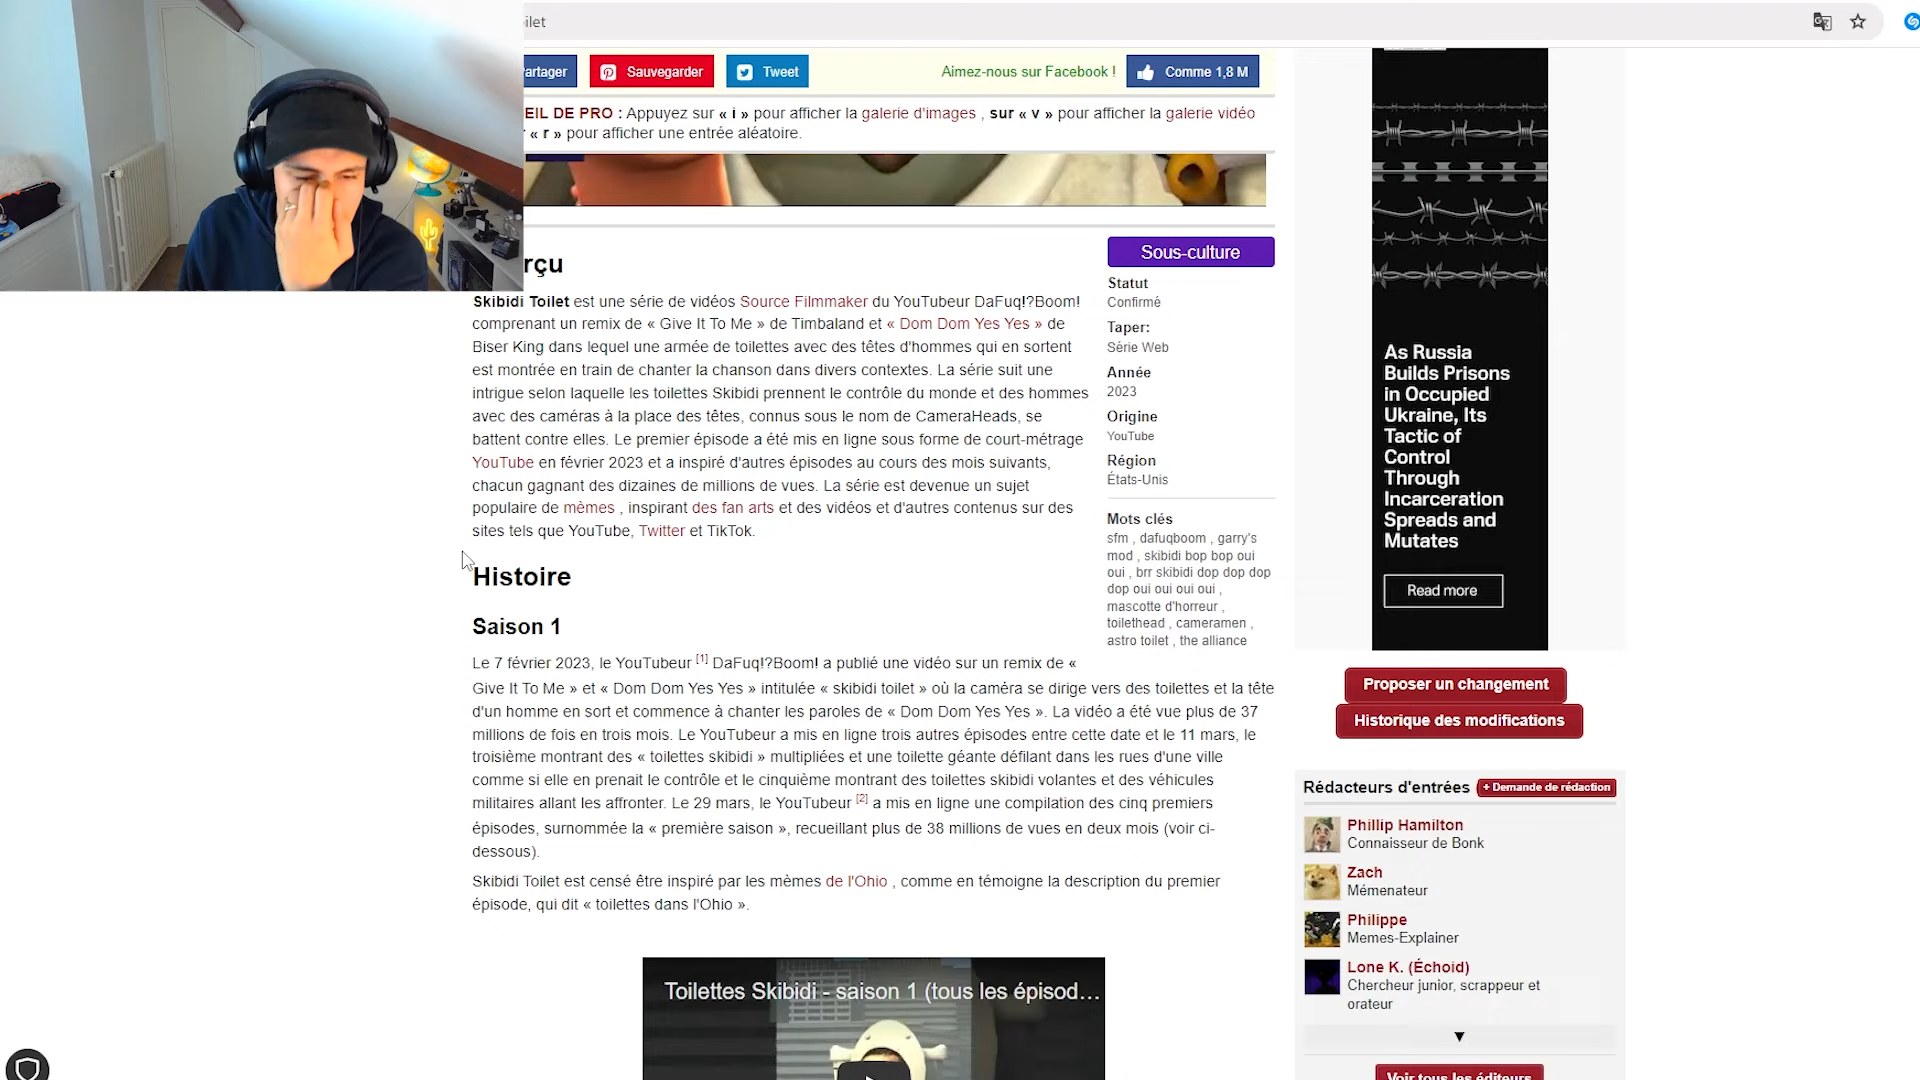 ilet
artager
Sauvegarder
Tweet
Aimez-nous sur Facebook !
Comme 1,8 M
EIL DE PRO : Appuyez sur « i » pour afficher la galerie d'images , sur « v » pour afficher la galerie vidéo
« r » pour afficher une entrée aléatoire.
rçu
Skibidi Toilet est une série de vidéos Source Filmmaker du YouTubeur DaFuq!?Boom!
comprenant un remix de « Give It To Me » de Timbaland et « Dom Dom Yes Yes » de
Biser King dans lequel une armée de toilettes avec des têtes d'hommes qui en sortent
est montrée en train de chanter la chanson dans divers contextes. La série suit une
intrigue selon laquelle les toilettes Skibidi prennent le contrôle du monde et des hommes
avec des caméras à la place des têtes, connus sous le nom de CameraHeads, se
battent contre elles. Le premier épisode a été mis en ligne sous forme de court-métrage
YouTube en février 2023 et a inspiré d'autres épisodes au cours des mois suivants,
chacun gagnant des dizaines de millions de vues. La série est devenue un sujet
populaire de mèmes , inspirant des fan arts et des vidéos et d'autres contenus sur des
sites tels que YouTube, Twitter et TikTok.
Histoire
Saison 1
Le 7 février 2023, le YouTubeur [1] DaFuq!?Boom! a publié une vidéo sur un remix de «
Give It To Me » et « Dom Dom Yes Yes » intitulée « skibidi toilet » où la caméra se dirige vers des toilettes et la tête
d'un homme en sort et commence à chanter les paroles de « Dom Dom Yes Yes ». La vidéo a été vue plus de 37
millions de fois en trois mois. Le YouTubeur a mis en ligne trois autres épisodes entre cette date et le 11 mars, le
troisième montrant des « toilettes skibidi » multipliées et une toilette géante défilant dans les rues d'une ville
comme si elle en prenait le contrôle et le cinquième montrant des toilettes skibidi volantes et des véhicules
militaires allant les affronter. Le 29 mars, le YouTubeur [2] a mis en ligne une compilation des cinq premiers
épisodes, surnommée la « première saison », recueillant plus de 38 millions de vues en deux mois (voir ci-
dessous).
Skibidi Toilet est censé être inspiré par les mèmes de l'Ohio , comme en témoigne la description du premier
épisode, qui dit « toilettes dans l'Ohio ».
Toilettes Skibidi - saison 1 (tous les épisod…
Sous-culture
Statut
Confirmé
Taper:
Série Web
Année
2023
Origine
YouTube
Région
États-Unis
Mots clés
sfm , dafuqboom , garry's
mod , skibidi bop bop oui
oui , brr skibidi dop dop dop
dop oui oui oui oui ,
mascotte d'horreur ,
toilethead , cameramen ,
astro toilet , the alliance
As Russia
Builds Prisons
in Occupied
Ukraine, Its
Tactic of
Control
Through
Incarceration
Spreads and
Mutates
Read more
Proposer un changement
Historique des modifications
Rédacteurs d'entrées
+ Demande de rédaction
Phillip Hamilton
Connaisseur de Bonk
Zach
Mémenateur
Philippe
Memes-Explainer
Lone K. (Échoid)
Chercheur junior, scrappeur et
orateur
▼
Voir tous les éditeurs